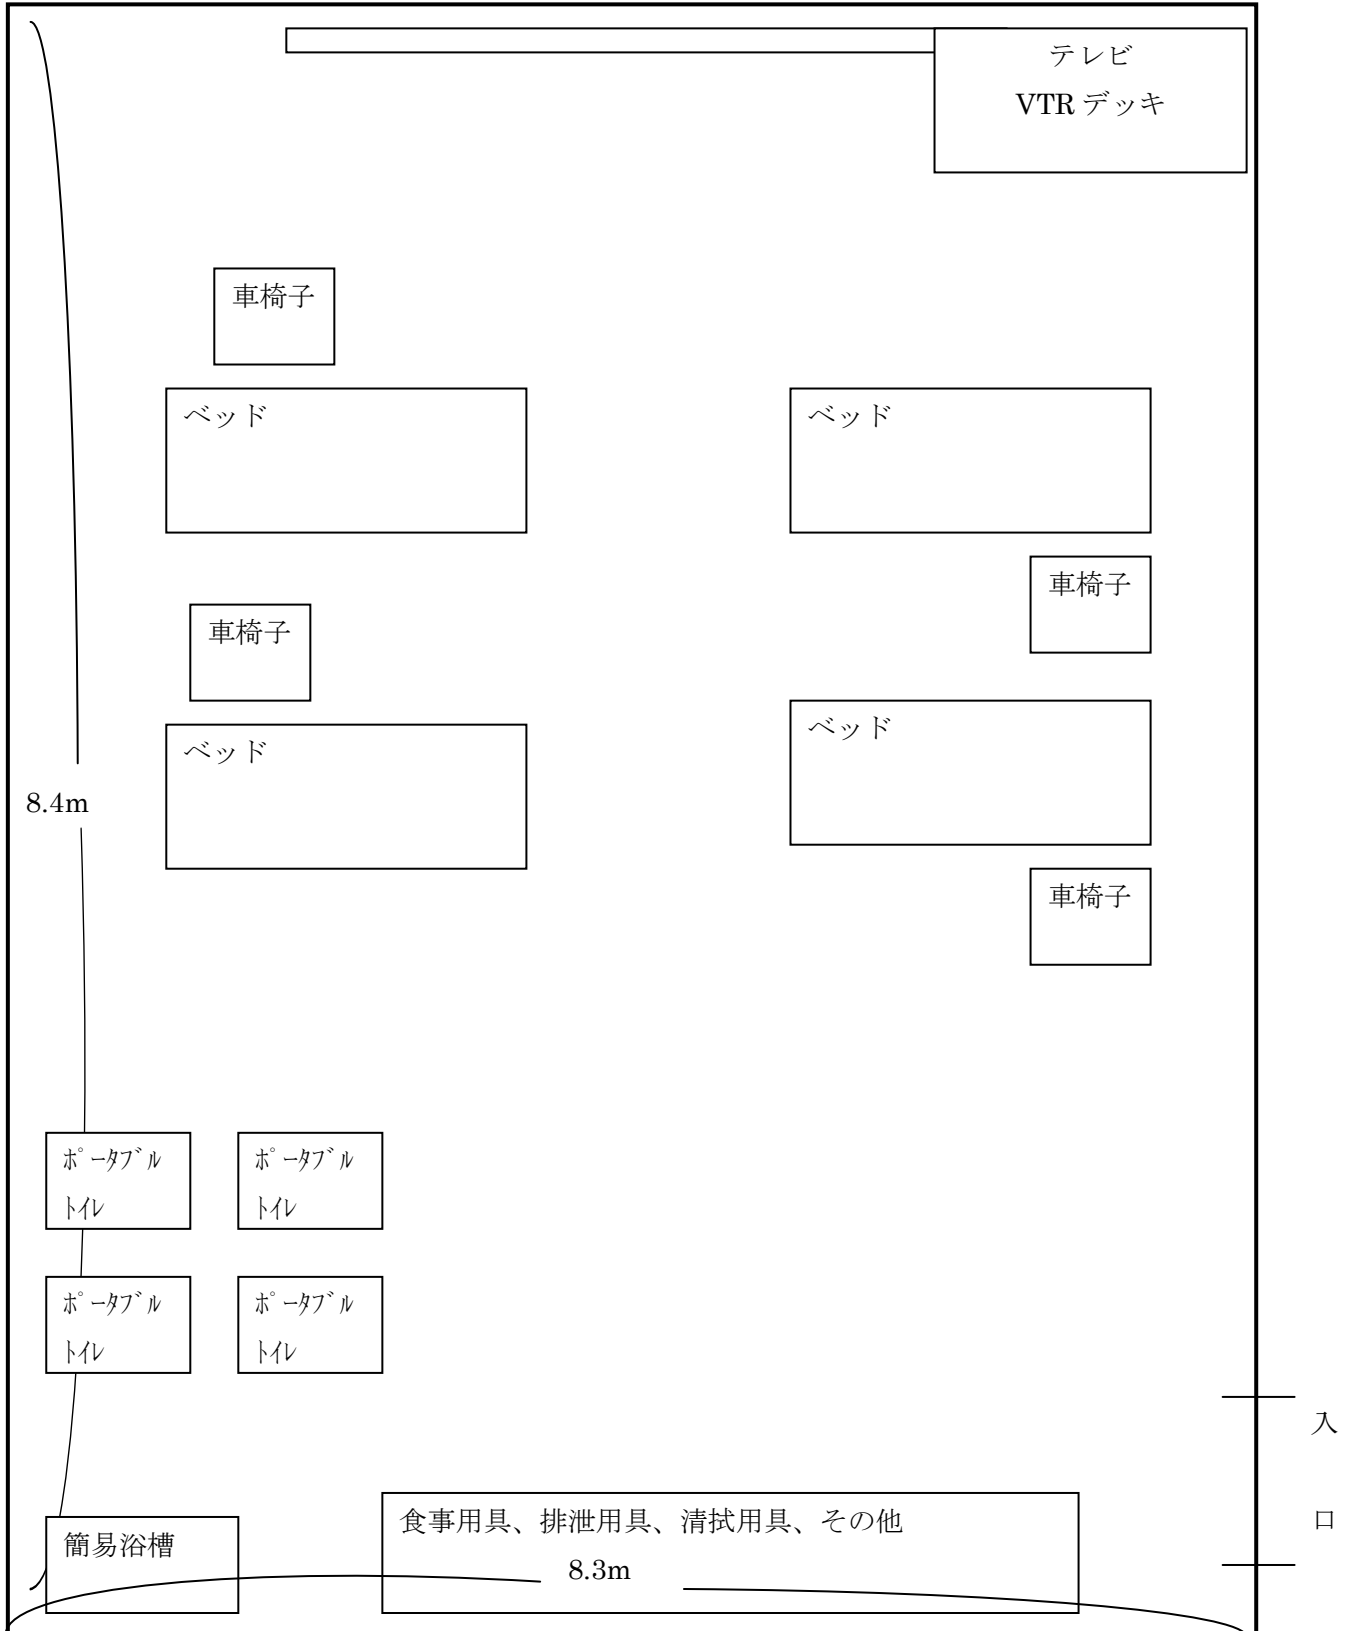 テレビ
VTR デッキ
車椅子
ベッド
ベッド
車椅子
車椅子
ベッド
ベッド
8.4m
車椅子
ﾎﾟｰﾀﾌﾞﾙ
ﾄｲﾚ
ﾎﾟｰﾀﾌﾞﾙ
ﾄｲﾚ
ﾎﾟｰﾀﾌﾞﾙ
ﾄｲﾚ
ﾎﾟｰﾀﾌﾞﾙ
ﾄｲﾚ
入
口
食事用具、排泄用具、清拭用具、その他
8.3m
簡易浴槽